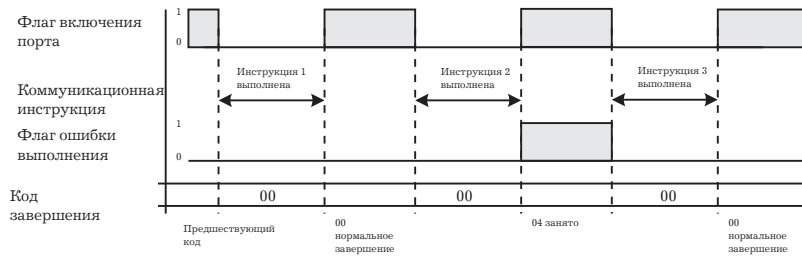 Флаг включения
порта
1
0
Инструкция 1
выполнена
Инструкция 2
выполнена
Инструкция 3
выполнена
Коммуникационная
инструкция
Флаг ошибки
выполнения
1
0
Код
завершения
00
00
00
Предшествующий
код
00
нормальное
завершение
04 занято
00
нормальное
завершение